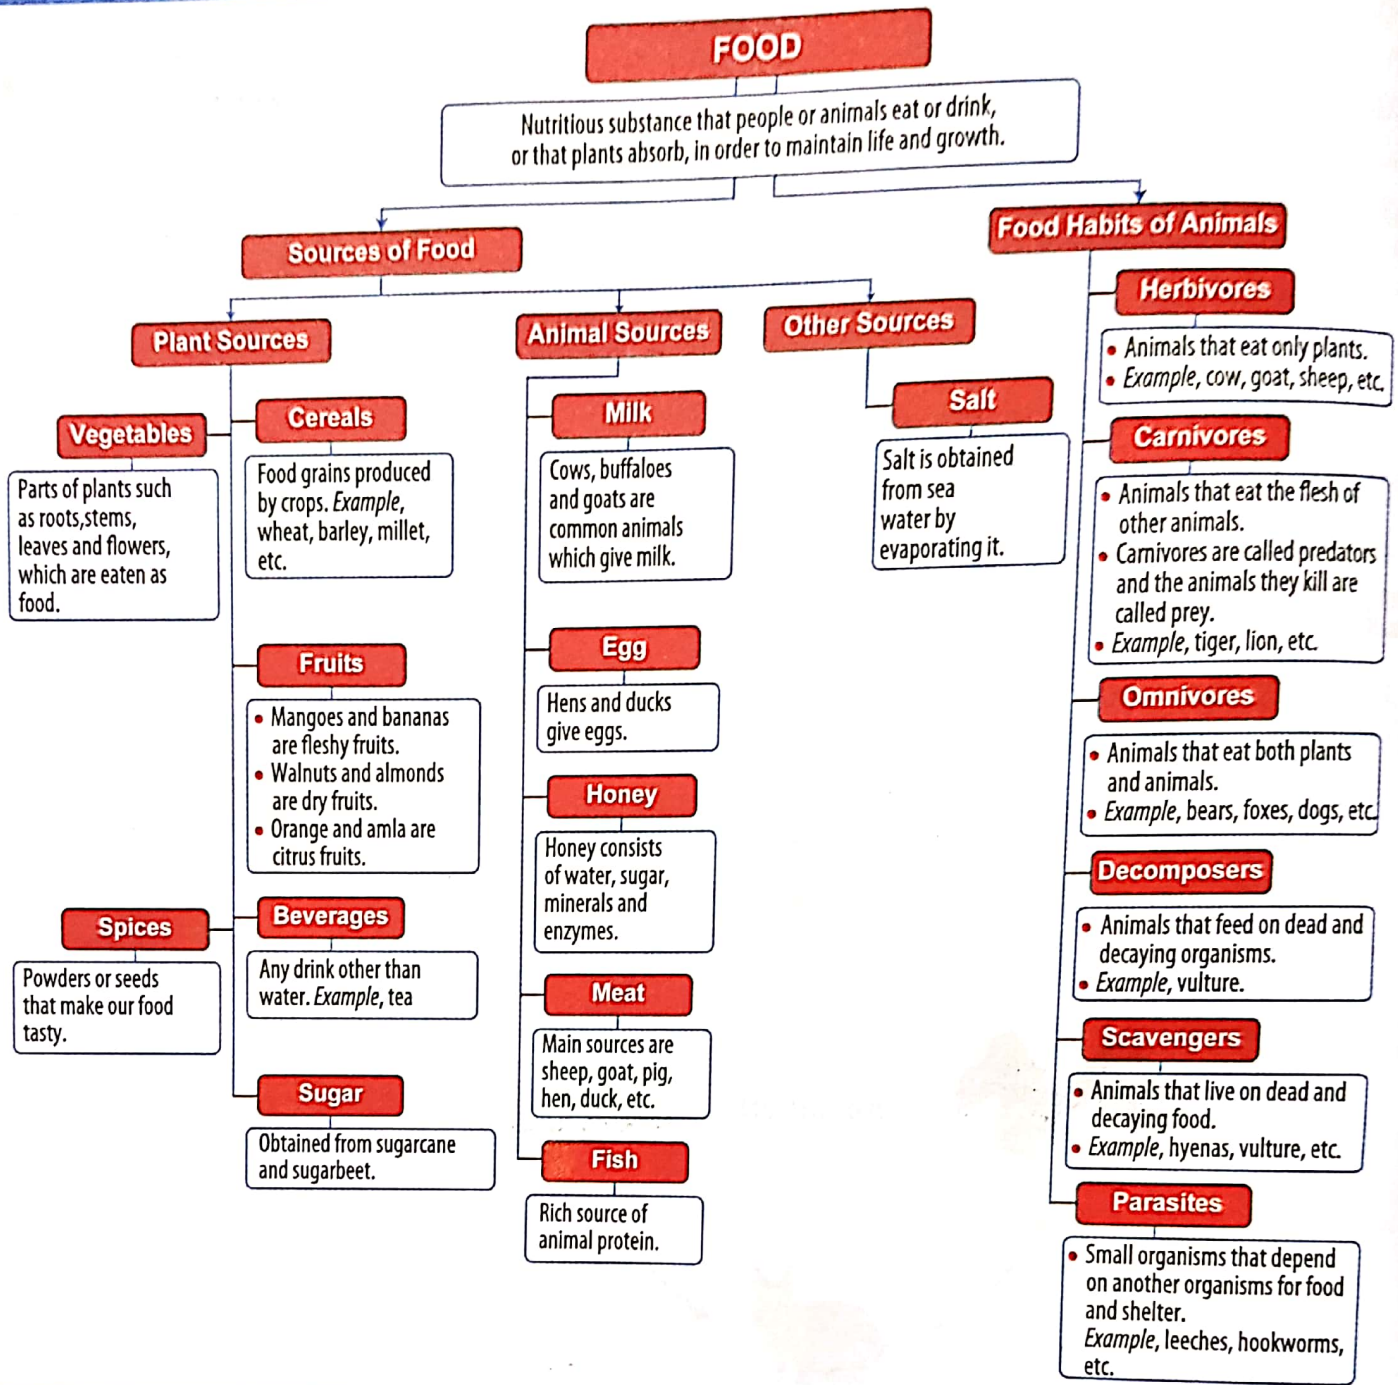 FOOD
Nutritious substance that people or animals eat or drink,
or that plants absorb, in order to maintain life and growth.
Sources of Food
Plant Sources
Vegetables
Parts of plants such
as roots,stems,
leaves and flowers,
which are eaten as
food.
Cereals
Food grains produced
by crops. Example,
wheat, barley, millet,
etc.
Fruits
• Mangoes and bananas
are fleshy fruits.
• Walnuts and almonds
are dry fruits.
• Orange and amla are
citrus fruits.
Spices
Powders or seeds
that make our food
tasty.
Beverages
Any drink other than
water. Example, tea
Sugar
Obtained from sugarcane
and sugarbeet.
Animal Sources
Milk
Cows, buffaloes
and goats are
common animals
which give milk.
Egg
Hens and ducks
give eggs.
Honey
Honey consists
of water, sugar,
minerals and
enzymes.
Meat
Main sources are
sheep, goat, pig,
hen, duck, etc.
Fish
Rich source of
animal protein.
Other Sources
Salt
Salt is obtained
from sea
water by
evaporating it.
Food Habits of Animals
Herbivores
• Animals that eat only plants.
• Example, cow, goat, sheep, etc.
Carnivores
• Animals that eat the flesh of
other animals.
• Carnivores are called predators
and the animals they kill are
called prey.
• Example, tiger, lion, etc.
Omnivores
• Animals that eat both plants
and animals.
• Example, bears, foxes, dogs, etc.
Decomposers
• Animals that feed on dead and
decaying organisms.
• Example, vulture.
Scavengers
• Animals that live on dead and
decaying food.
• Example, hyenas, vulture, etc.
Parasites
• Small organisms that depend
on another organisms for food
and shelter.
Example, leeches, hookworms,
etc.